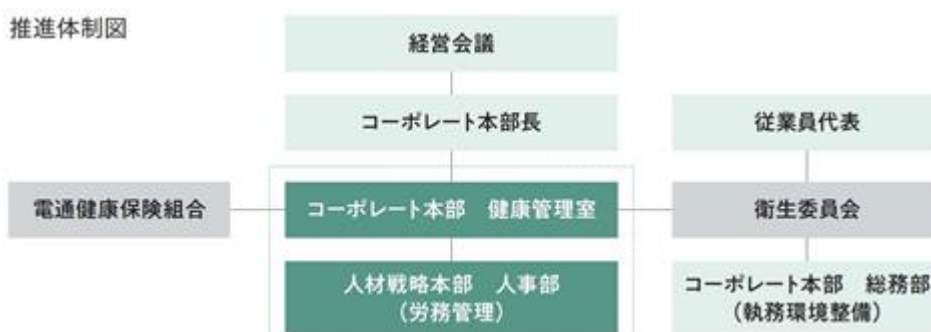 推進体制図
経営会議
コーポレート本部長
従業員代表
電通健康保険組合
コーポレート本部　健康管理室
衛生委員会
人材戦略本部　人事部
（労務管理）
コーポレート本部　総務部
（執務環境整備）